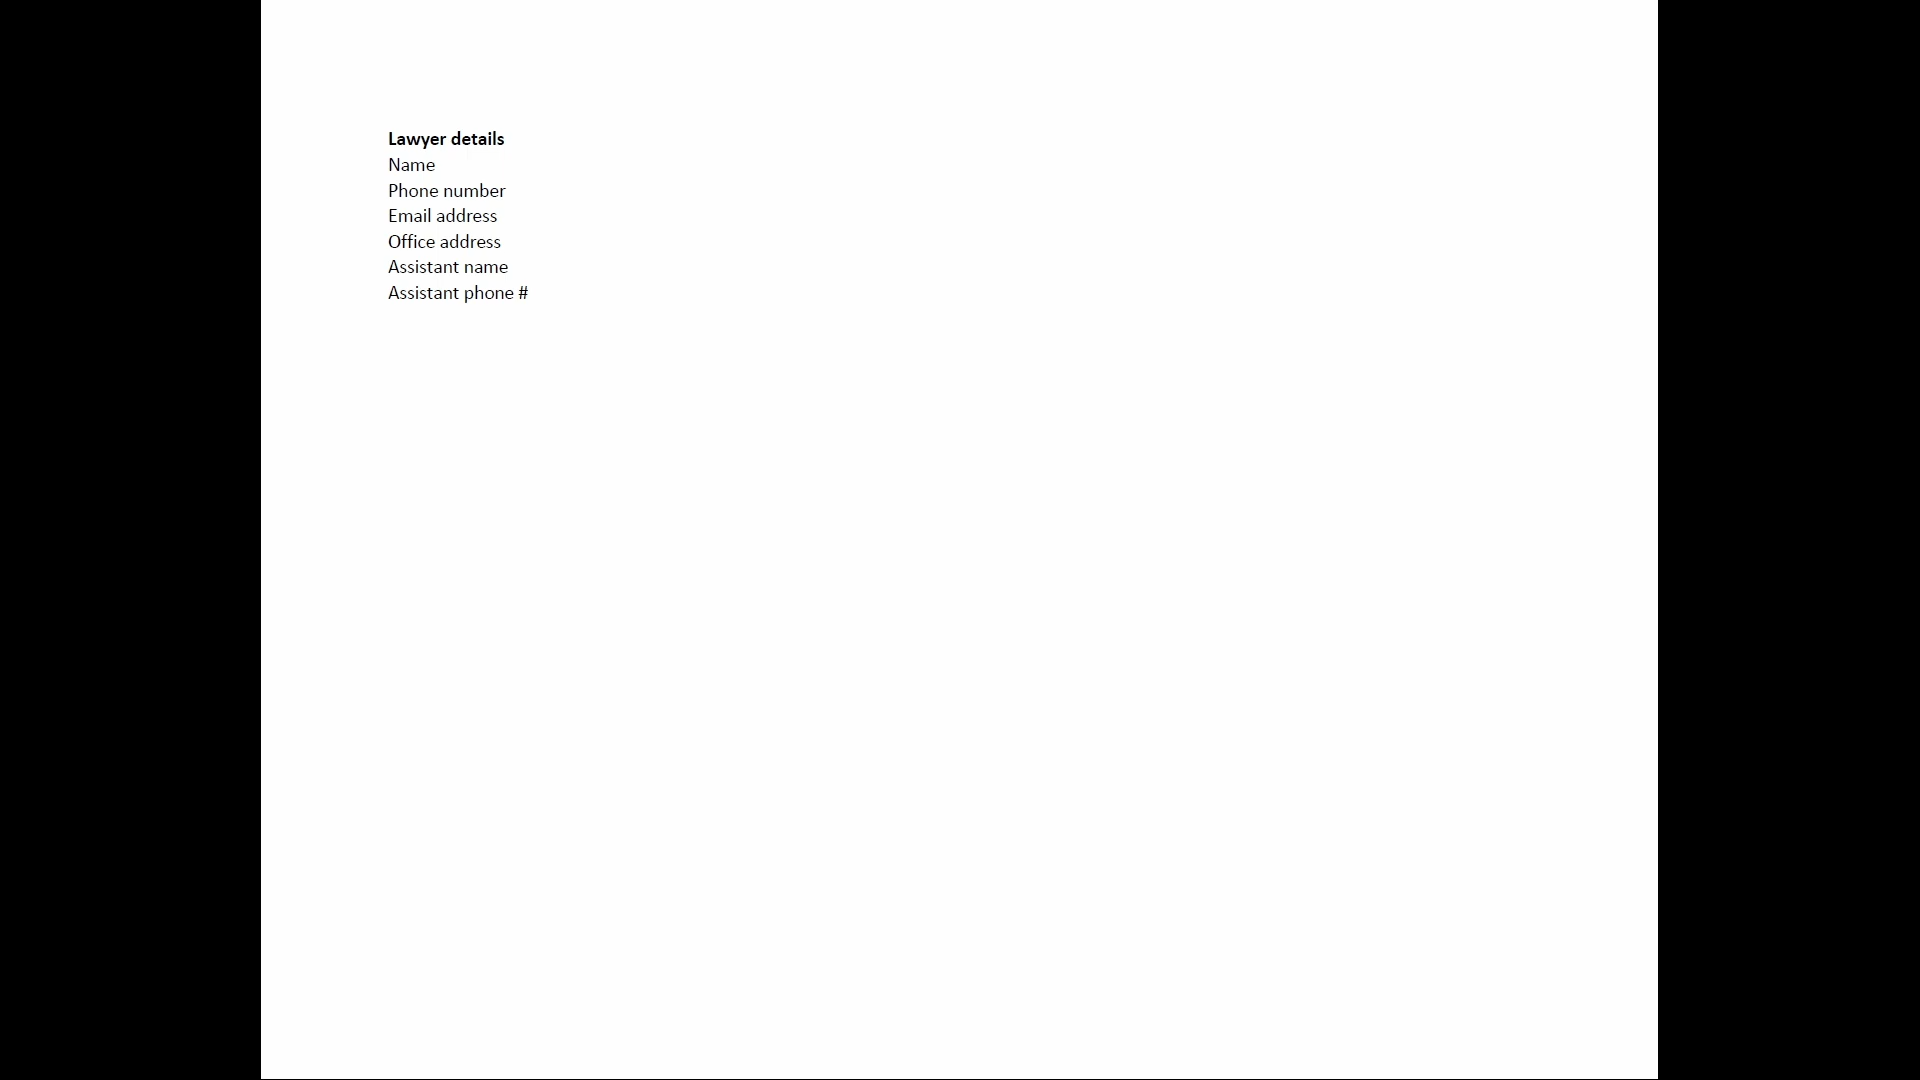 Lawyer details
Name
Phone number
Email address
Office address
Assistant name
Assistant phone #